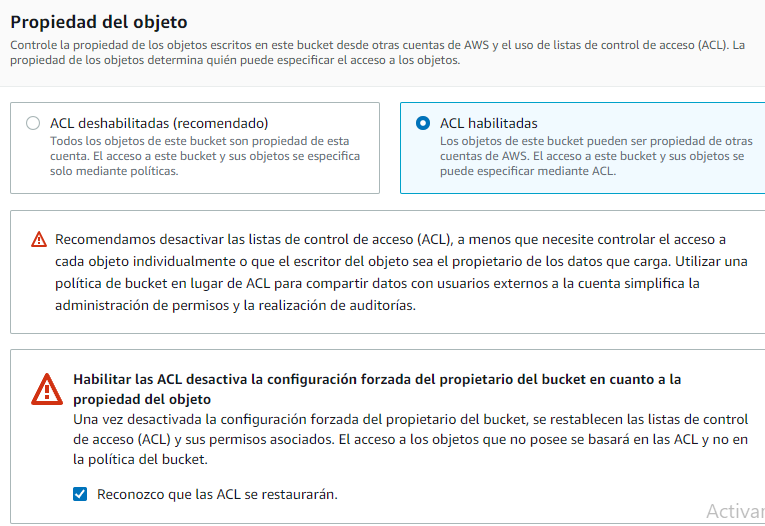 Propiedad del objeto
Controle la propiedad de los objetos escritos en este bucket desde otras cuentas de AWS y el uso de listas de control de acceso (ACL). La
propiedad de los objetos determina quién puede especificar el acceso a los objetos.
ACL deshabilitadas (recomendado)
Todos los objetos de este bucket son propiedad de esta
cuenta. El acceso a este bucket y sus objetos se especifica
solo mediante políticas.
ACL habilitadas
Los objetos de este bucket pueden ser propiedad de otras
cuentas de AWS. El acceso a este bucket y sus objetos se
puede especificar mediante ACL.
Recomendamos desactivar las listas de control de acceso (ACL), a menos que necesite controlar el acceso a
cada objeto individualmente o que el escritor del objeto sea el propietario de los datos que carga. Utilizar una
política de bucket en lugar de ACL para compartir datos con usuarios externos a la cuenta simplifica la
administración de permisos y la realización de auditorías.
Habilitar las ACL desactiva la configuración forzada del propietario del bucket en cuanto a la
propiedad del objeto
Una vez desactivada la configuración forzada del propietario del bucket, se restablecen las listas de control
de acceso (ACL) y sus permisos asociados. El acceso a los objetos que no posee se basará en las ACL y no en
la política del bucket.
Reconozco que las ACL se restaurarán.